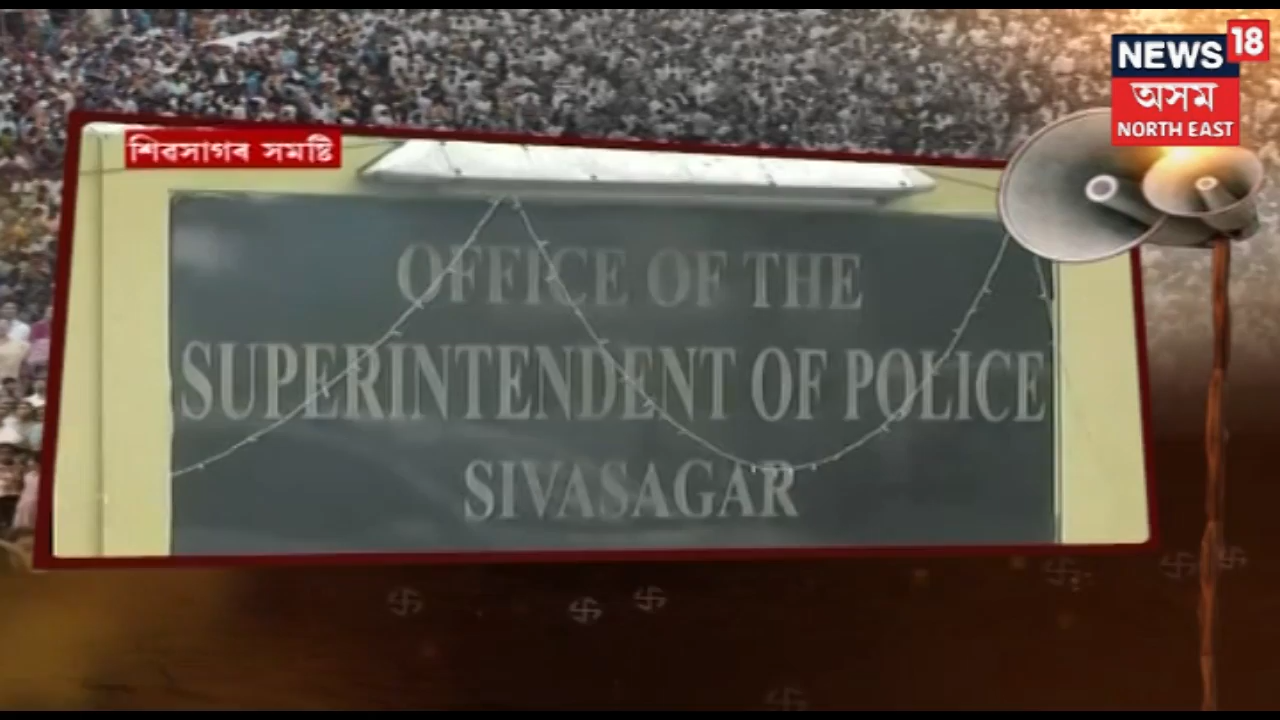 NEWS 18
অসম
NORTH EAST
শিৱসাগৰ সমষ্টি
OFFICE OF THE
SUPERINTENDENT OF POLICE
SIVASAGAR